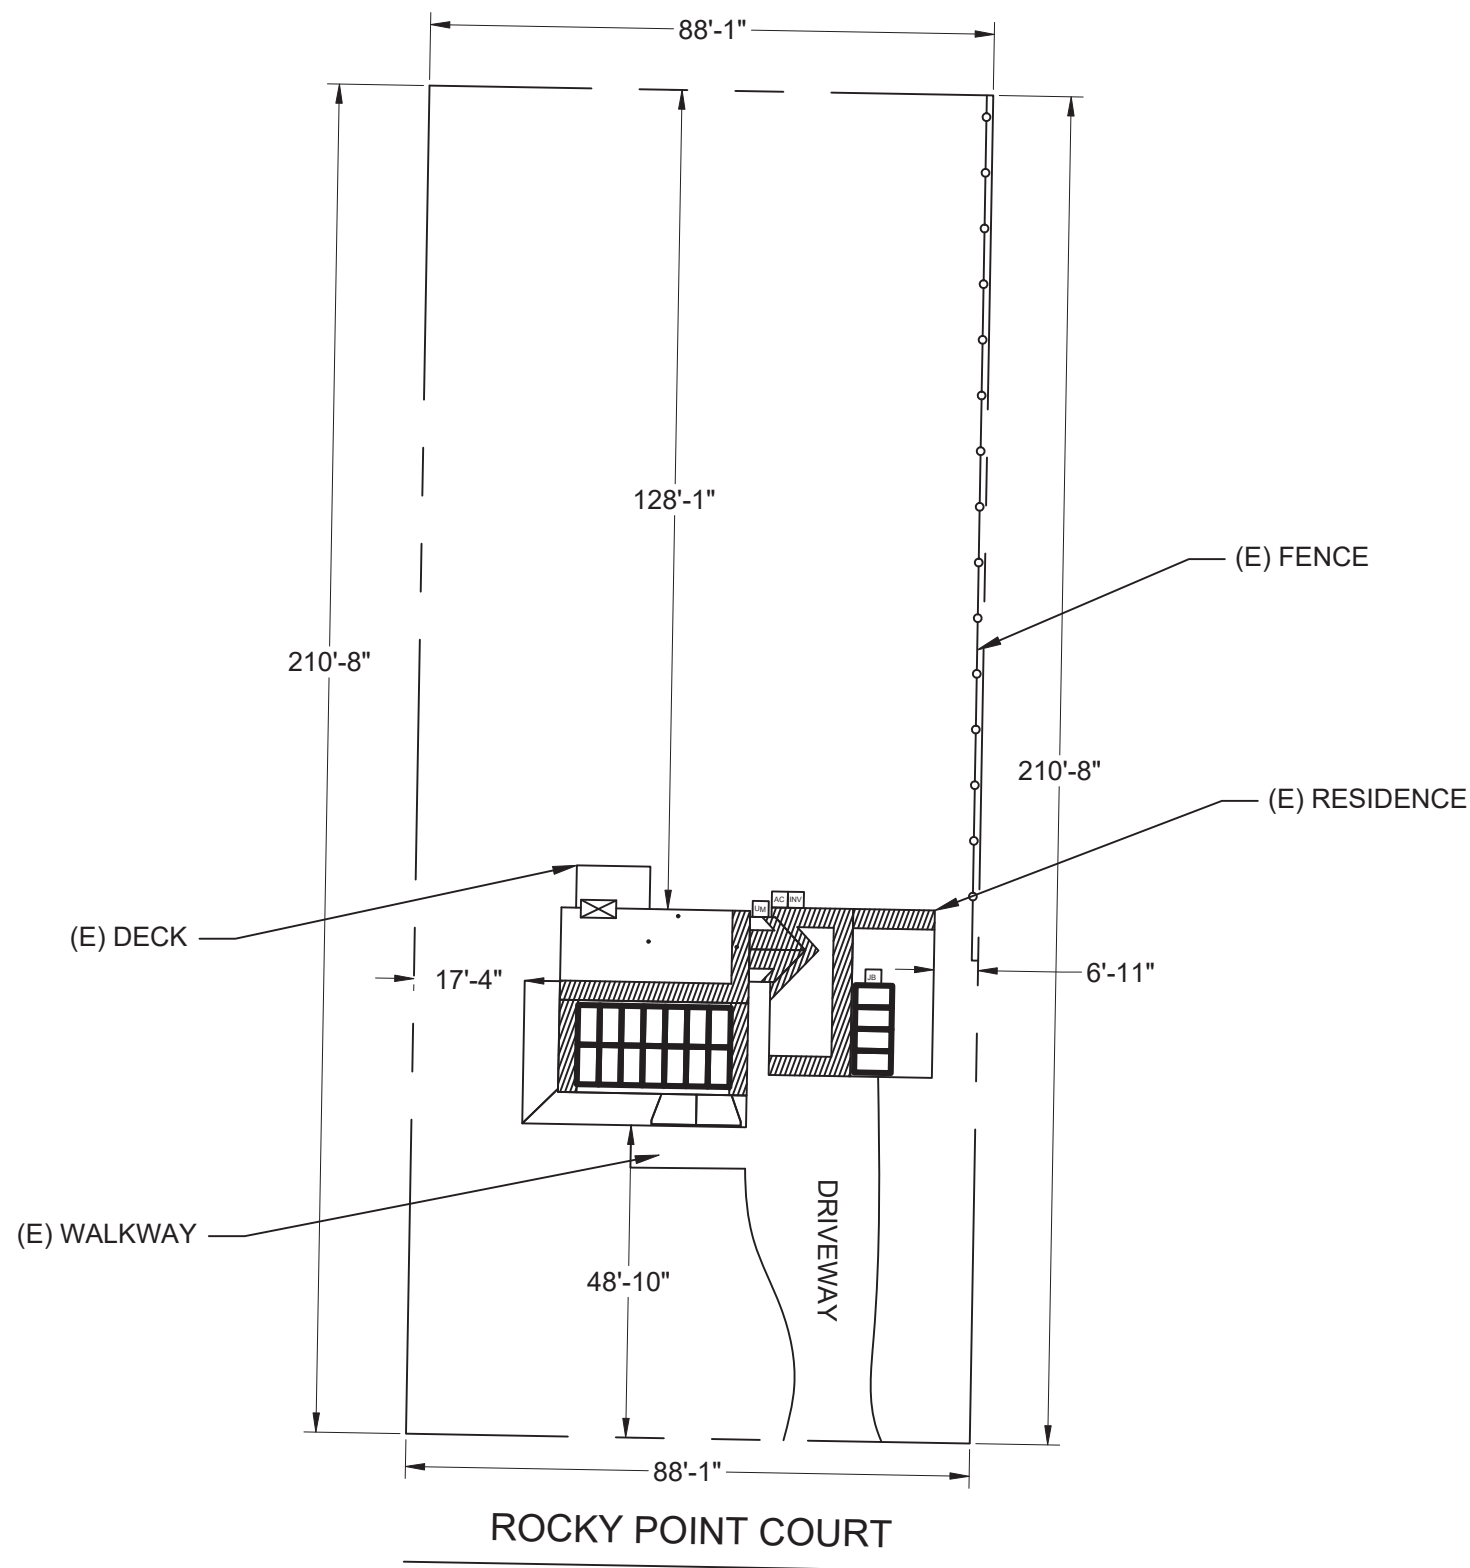 88'-1"
128'-1"
(E) FENCE
210'-8"
210'-8"
(E) RESIDENCE
UM
AC
INV
(E) DECK
17'-4"
JB
6'-11"
DRIVEWAY
(E) WALKWAY
48'-10"
88'-1"
ROCKY POINT COURT